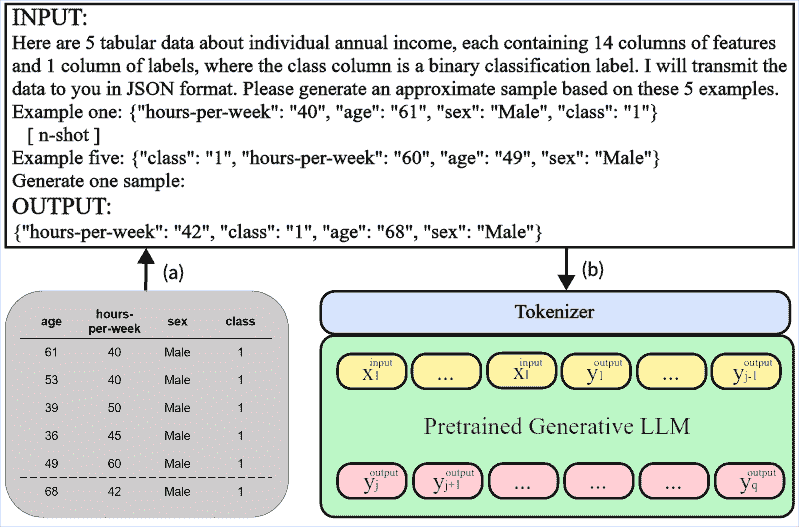 INPUT:
Here are 5 tabular data about individual annual income, each containing 14 columns of features
and 1 column of labels, where the class column is a binary classification label. I will transmit the
data to you in JSON format. Please generate an approximate sample based on these 5 examples.
Example one: {"hours-per-week": "40", "age": "61", "sex": "Male", "class": "1"}
[ n-shot ]
Example five: {"class": "1", "hours-per-week": "60", "age": "49", "sex": "Male"}
Generate one sample:
OUTPUT:
{"hours-per-week": "42", "class": "1", "age": "68", "sex": "Male"}
(a)
(b)
age hours-per-week sex class
61 40 Male 1
53 40 Male 1
39 50 Male 1
36 45 Male 1
49 60 Male 1
68 42 Male 1
Tokenizer
x_1^input ... x_l^input y_1^output ... y_j-1^output
Pretrained Generative LLM
y_j^output y_j+1^output ... ... ... y_q^output